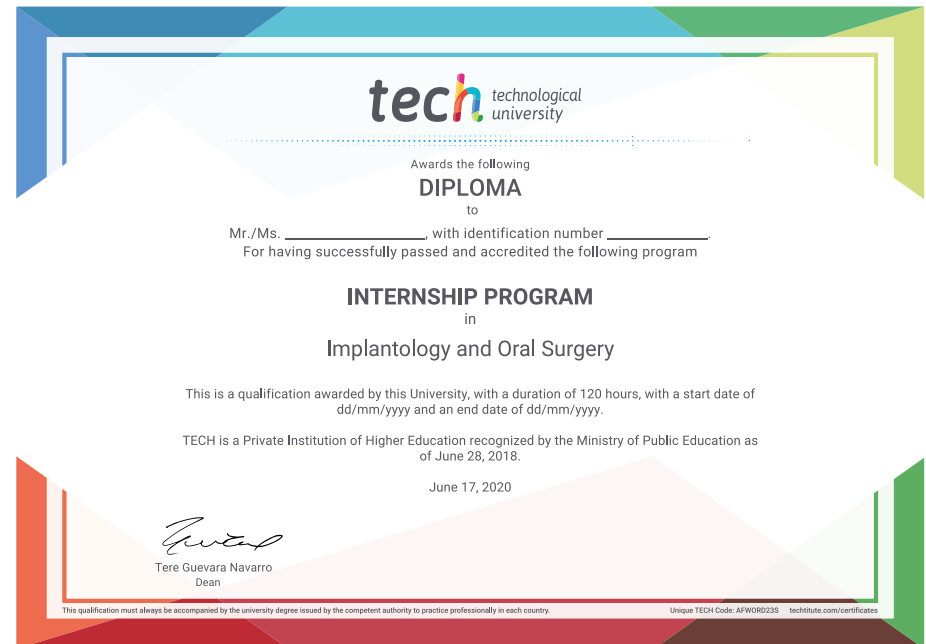 tech technological
university
Awards the following
DIPLOMA
to
Mr./Ms. ____________________, with identification number ______________.
For having successfully passed and accredited the following program
INTERNSHIP PROGRAM
in
Implantology and Oral Surgery
This is a qualification awarded by this University, with a duration of 120 hours, with a start date of
dd/mm/yyyy and an end date of dd/mm/yyyy.
TECH is a Private Institution of Higher Education recognized by the Ministry of Public Education as
of June 28, 2018.
June 17, 2020
Tere Guevara Navarro
Dean
This qualification must always be accompanied by the university degree issued by the competent authority to practice professionally in each country.
Unique TECH Code: AFWORD23S techtitute.com/certificates